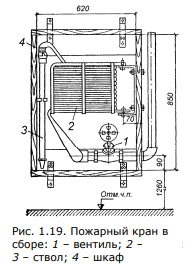 620
4
850
3
2
70
1
90
1260
Отм.ч.п.
Рис. 1.19. Пожарный кран в
сборе: 1 – вентиль; 2 –
3 – ствол; 4 – шкаф